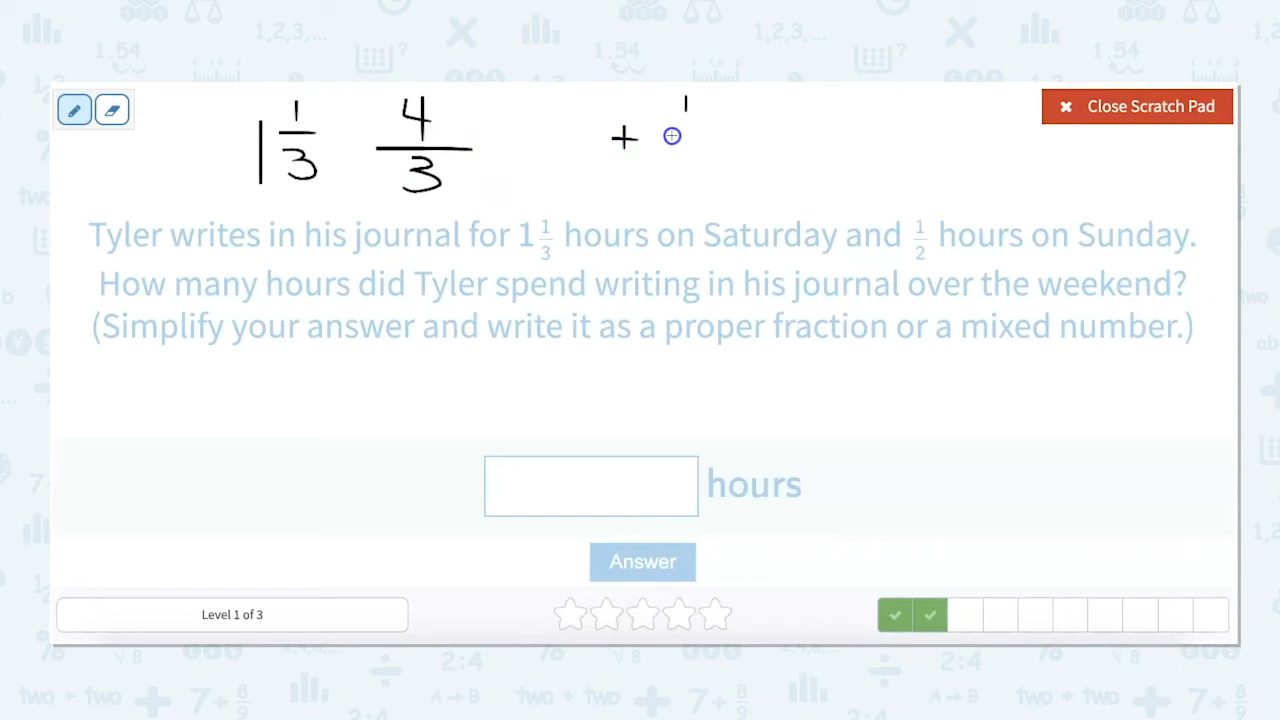 1 1/3 4/3 + 1
✖ Close Scratch Pad
Tyler writes in his journal for 1 1/3 hours on Saturday and 1/2 hours on Sunday.
How many hours did Tyler spend writing in his journal over the weekend?
(Simplify your answer and write it as a proper fraction or a mixed number.)
hours
Answer
Level 1 of 3